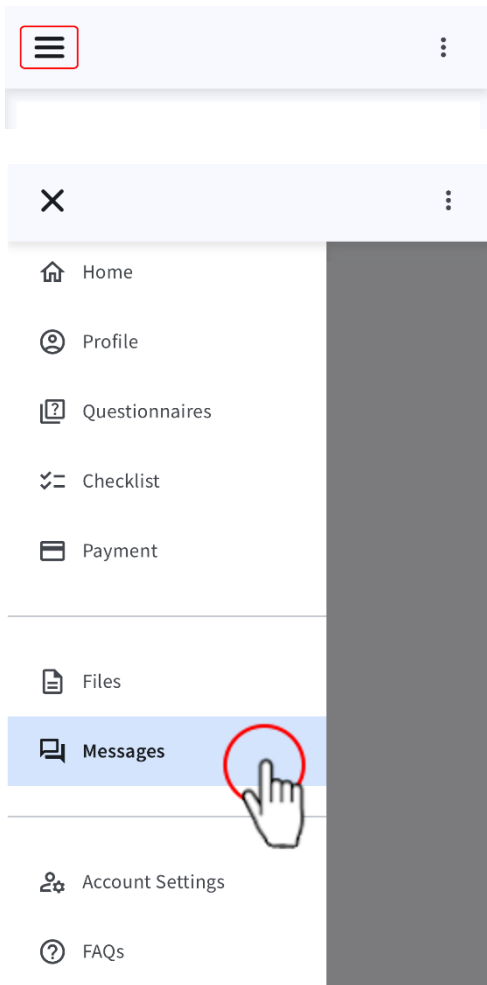 Home
Profile
Questionnaires
Checklist
Payment
Files
Messages
Account Settings
FAQs